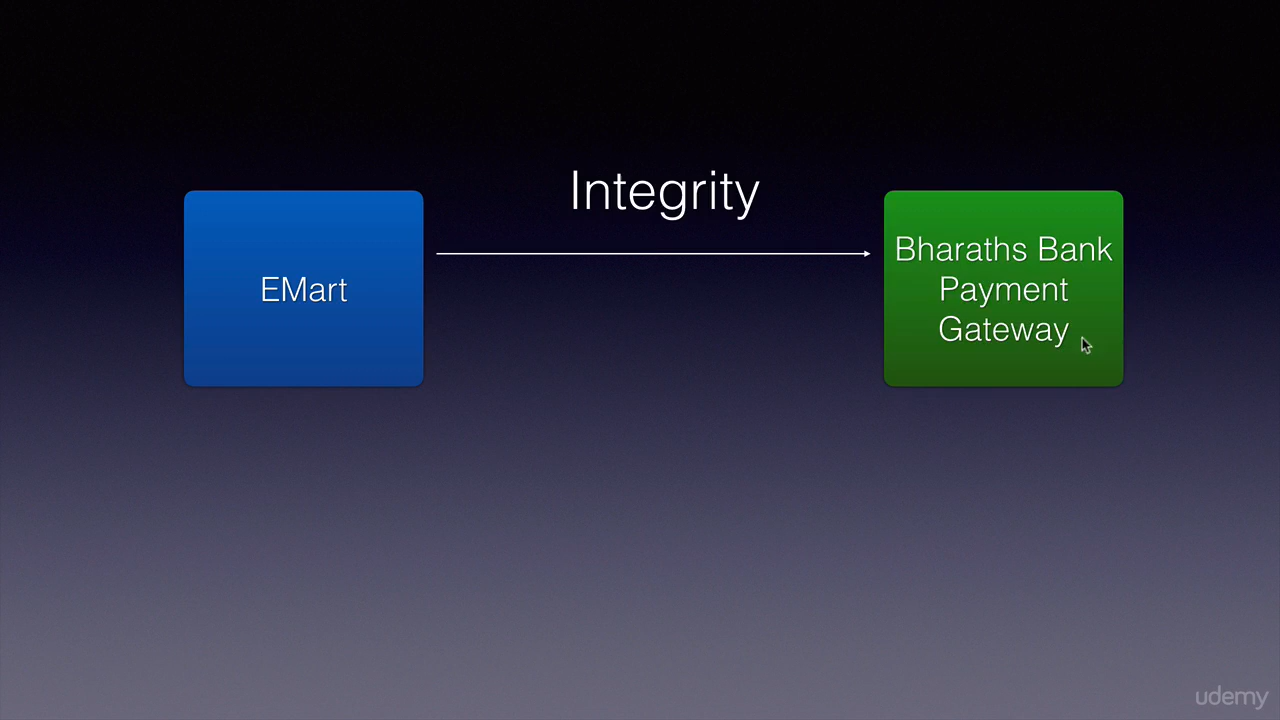 Integrity
EMart
Bharaths Bank
Payment
Gateway
udemy